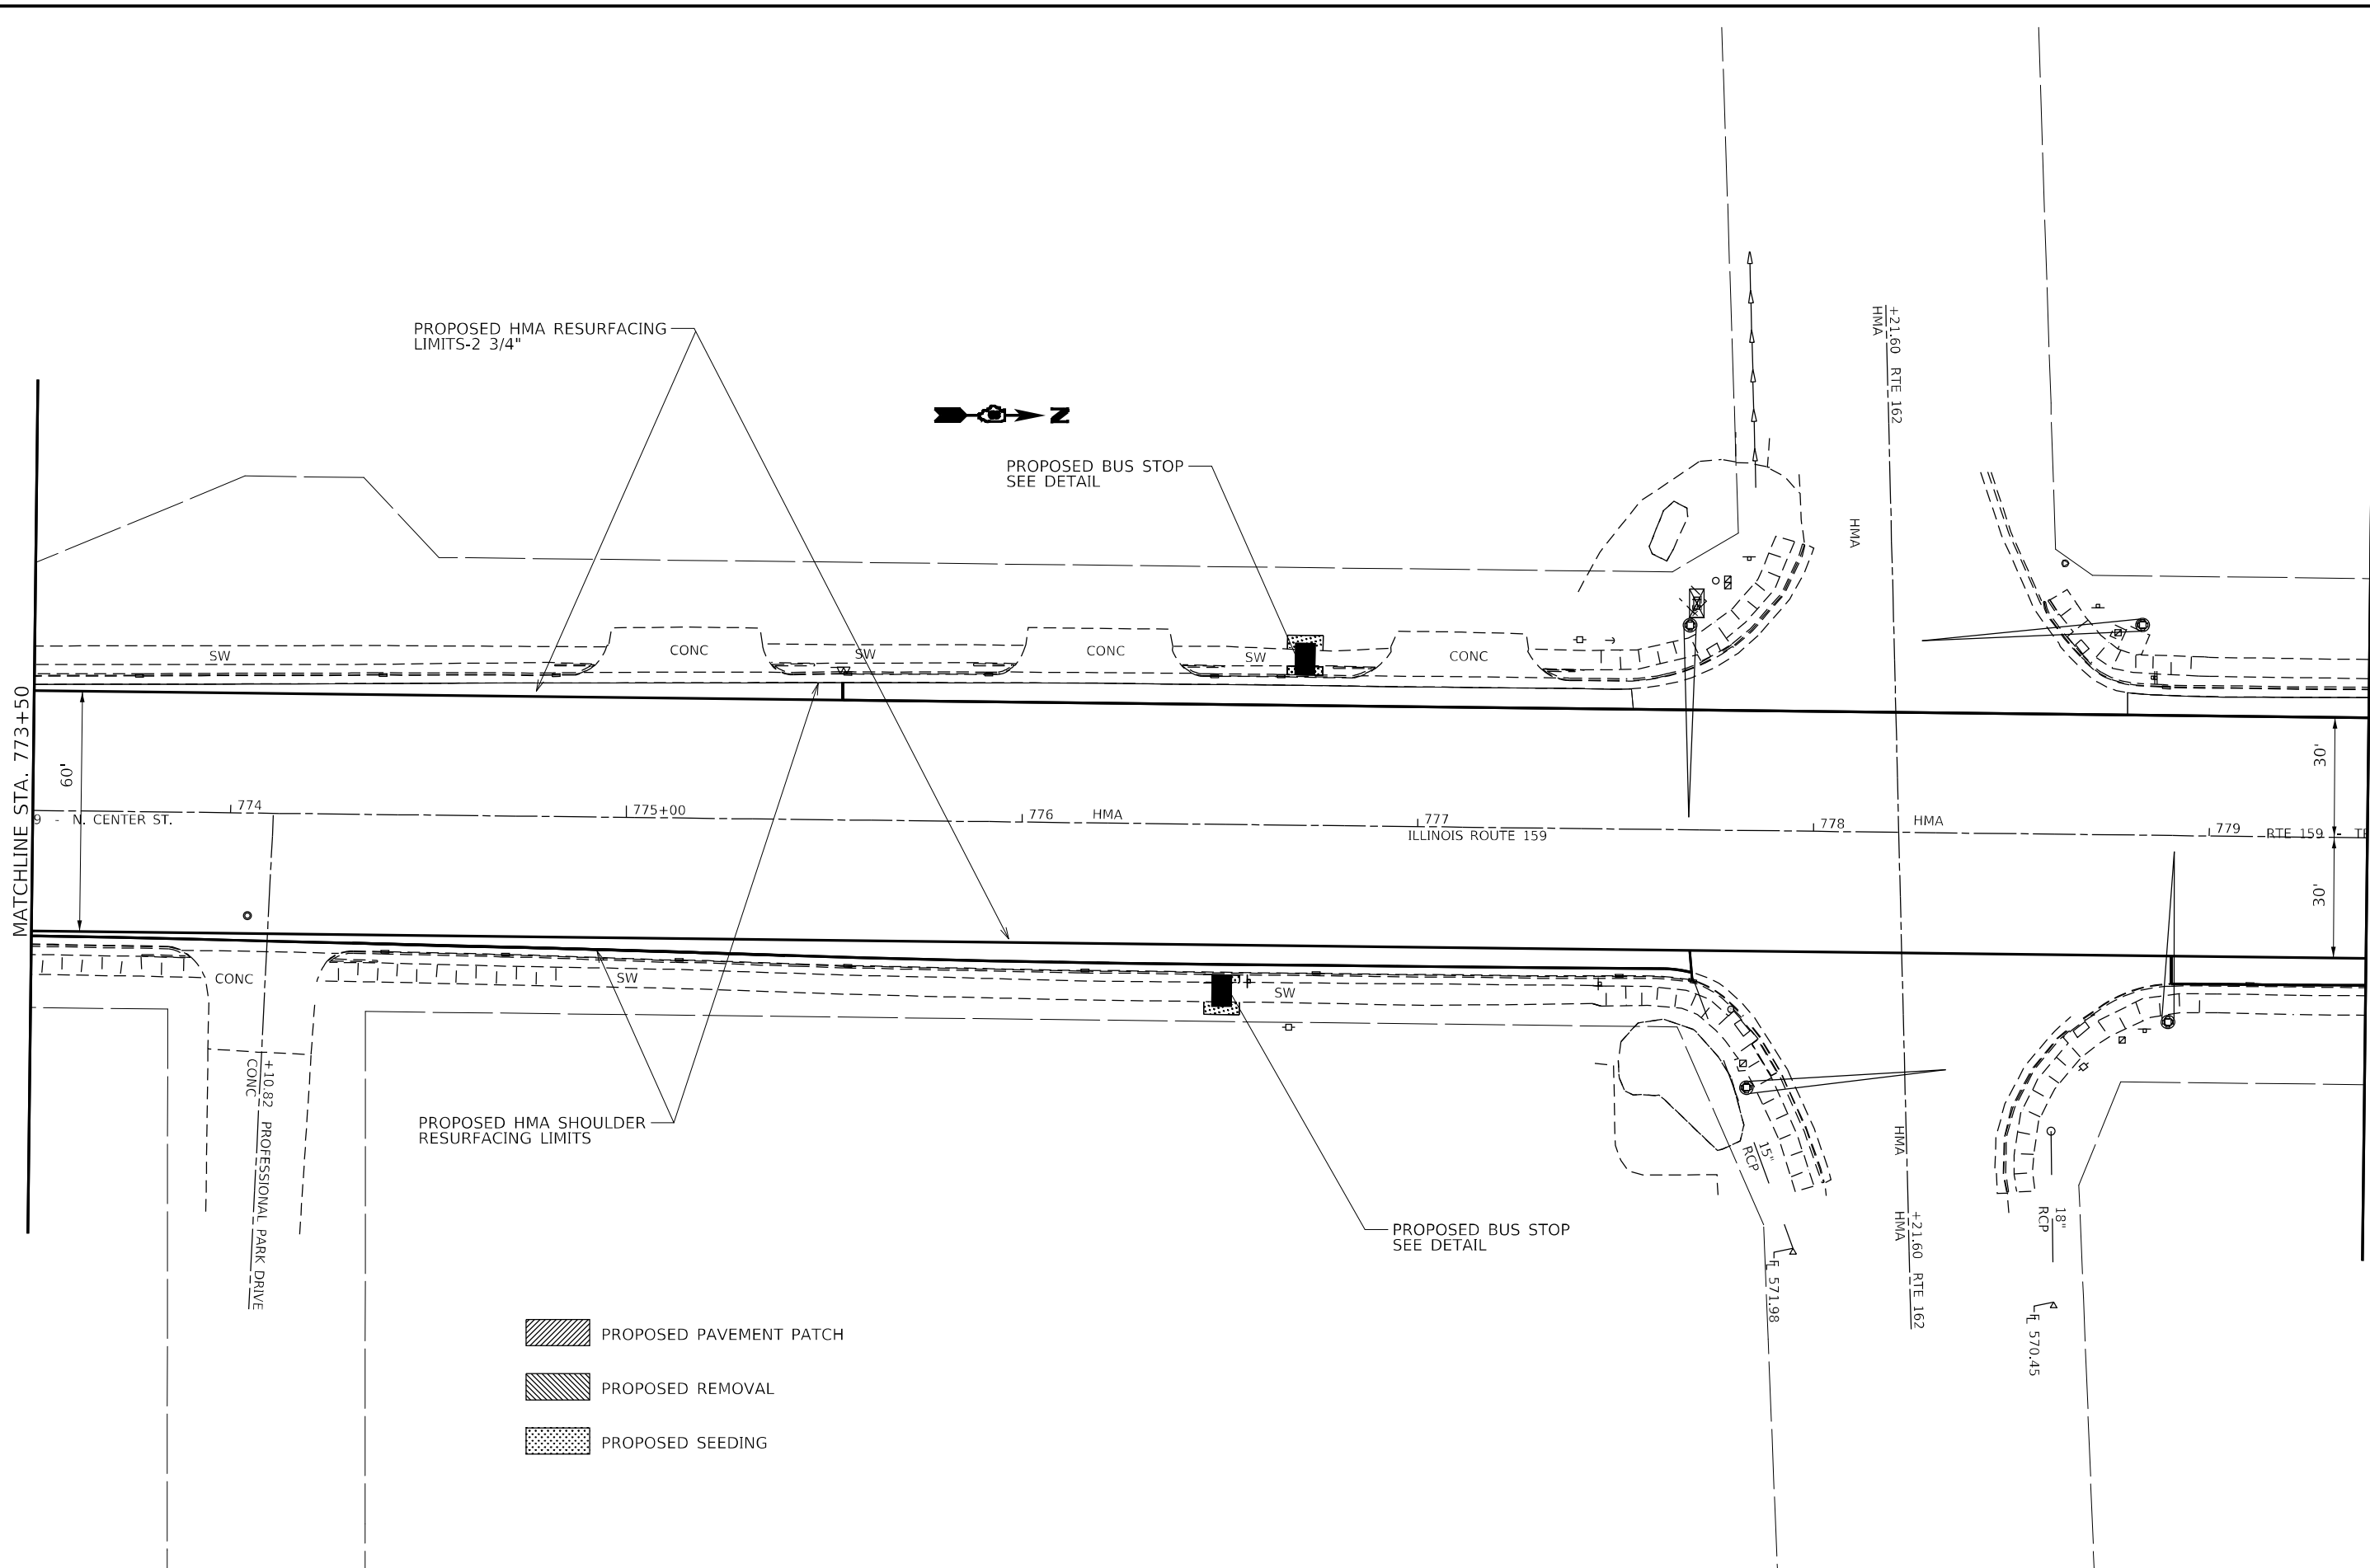 PROPOSED HMA RESURFACING
LIMITS-2 3/4"
N
PROPOSED BUS STOP
SEE DETAIL
+21.60 RTE 162
HMA
HMA
SW
CONC
SW
CONC
SW
CONC
MATCHLINE STA. 773+50
60'
30'
774
775+00
776
HMA
777
778
HMA
779
9 - N. CENTER ST.
ILLINOIS ROUTE 159
RTE 159 -
30'
CONC
SW
SW
+10.82 PROFESSIONAL PARK DRIVE
CONC
PROPOSED HMA SHOULDER
RESURFACING LIMITS
15"
RCP
HMA
18"
RCP
PROPOSED BUS STOP
SEE DETAIL
571.98
+21.60 RTE 162
HMA
570.45
PROPOSED PAVEMENT PATCH
PROPOSED REMOVAL
PROPOSED SEEDING